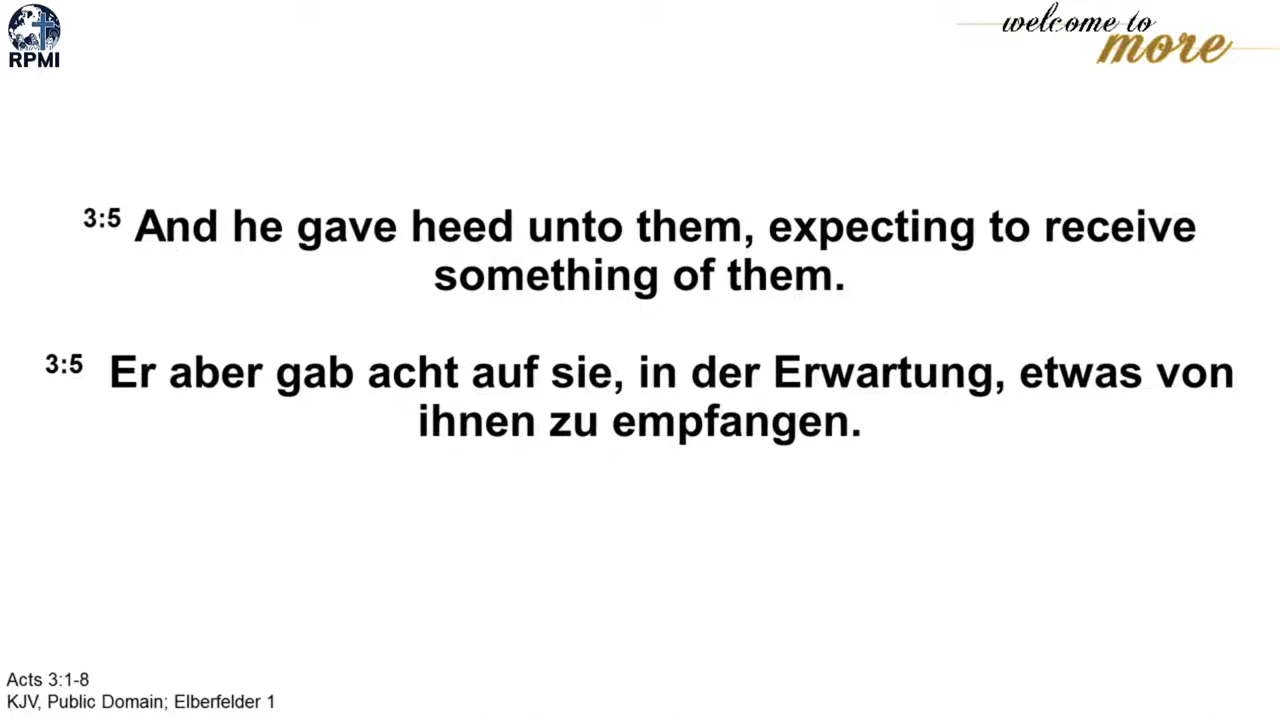 RPMI
welcome to
more
3:5 And he gave heed unto them, expecting to receive
something of them.
3:5 Er aber gab acht auf sie, in der Erwartung, etwas von
ihnen zu empfangen.
Acts 3:1-8
KJV, Public Domain; Elberfelder 1